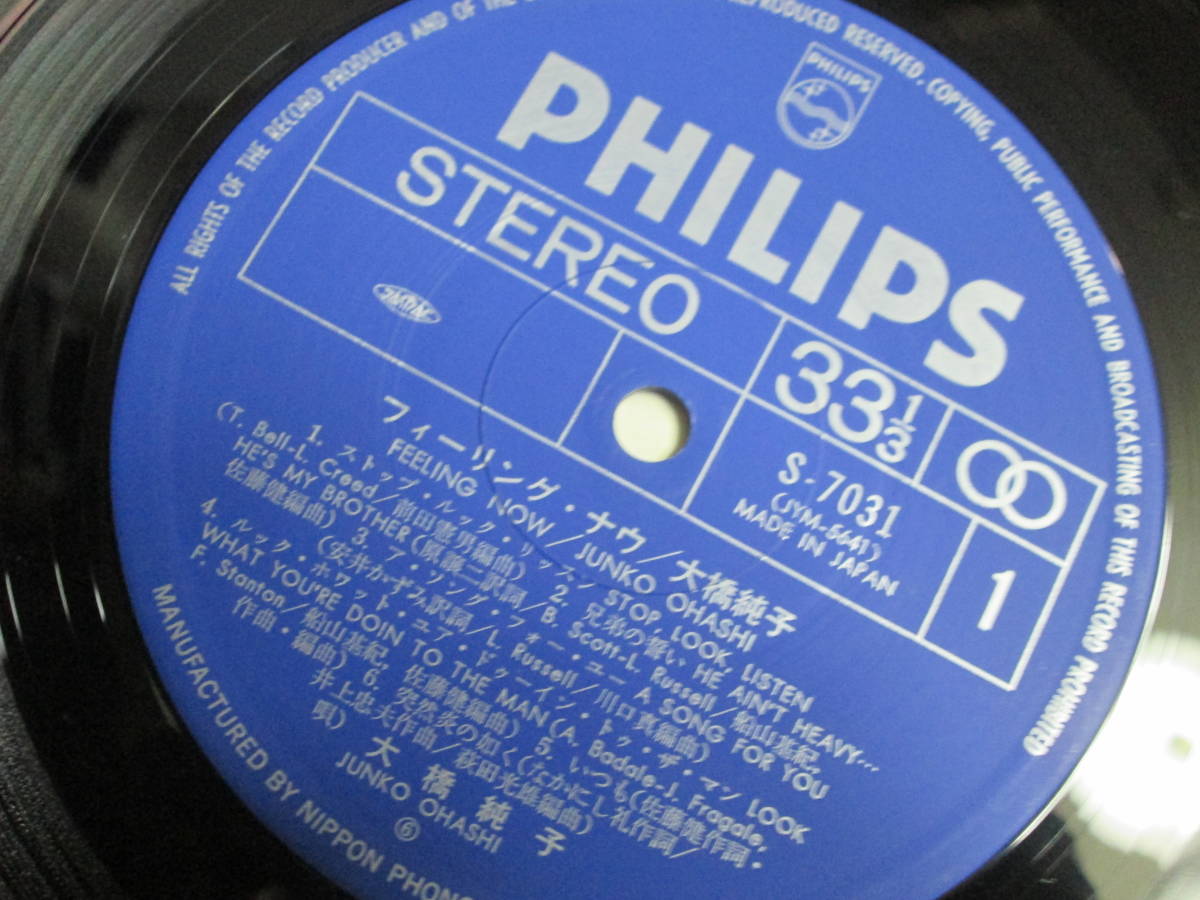 ALL RIGHTS OF THE RECORD PRODUCER AND OF THE
REPRODUCED RESERVED. COPYING, PUBLIC PERFORMANCE AND BROADCASTING OF THIS RECORD PROHIBITED
PHILIPS
PHILIPS
STEREO
33 1/3
S-7031
(JYM-5641)
MADE IN JAPAN
1
フィーリング・ナウ/大橋純子
FEELING NOW/JUNKO OHASHI
1. ストップ・ルック・リッスン STOP LOOK, LISTEN
(T. Bell-L. Creed/前田憲男編曲) 2. 兄弟の誓い HE AIN'T HEAVY…
HE'S MY BROTHER(原譲二訳詞/B. Scott-L. Russell/船山基紀,
佐藤健編曲) 3. ア・ソング・フォー・ユー A SONG FOR YOU
(安井かずみ訳詞/L. Russell/川口真編曲)
4. ルック・ホワット・ユア・ドゥーイン・トゥ・ザ・マン LOOK
WHAT YOU'RE DOIN TO THE MAN(A. Badale-J. Fragale,
F. Stanton/船山基紀, 佐藤健編曲) 5. いつも(佐藤健作詞・
作曲・編曲) 6. 突然炎の如く(なかにし礼作詞/
井上忠夫作曲/萩田光雄編曲)
唄) 大橋純子
JUNKO OHASHI
⑥
MANUFACTURED BY NIPPON PHONO